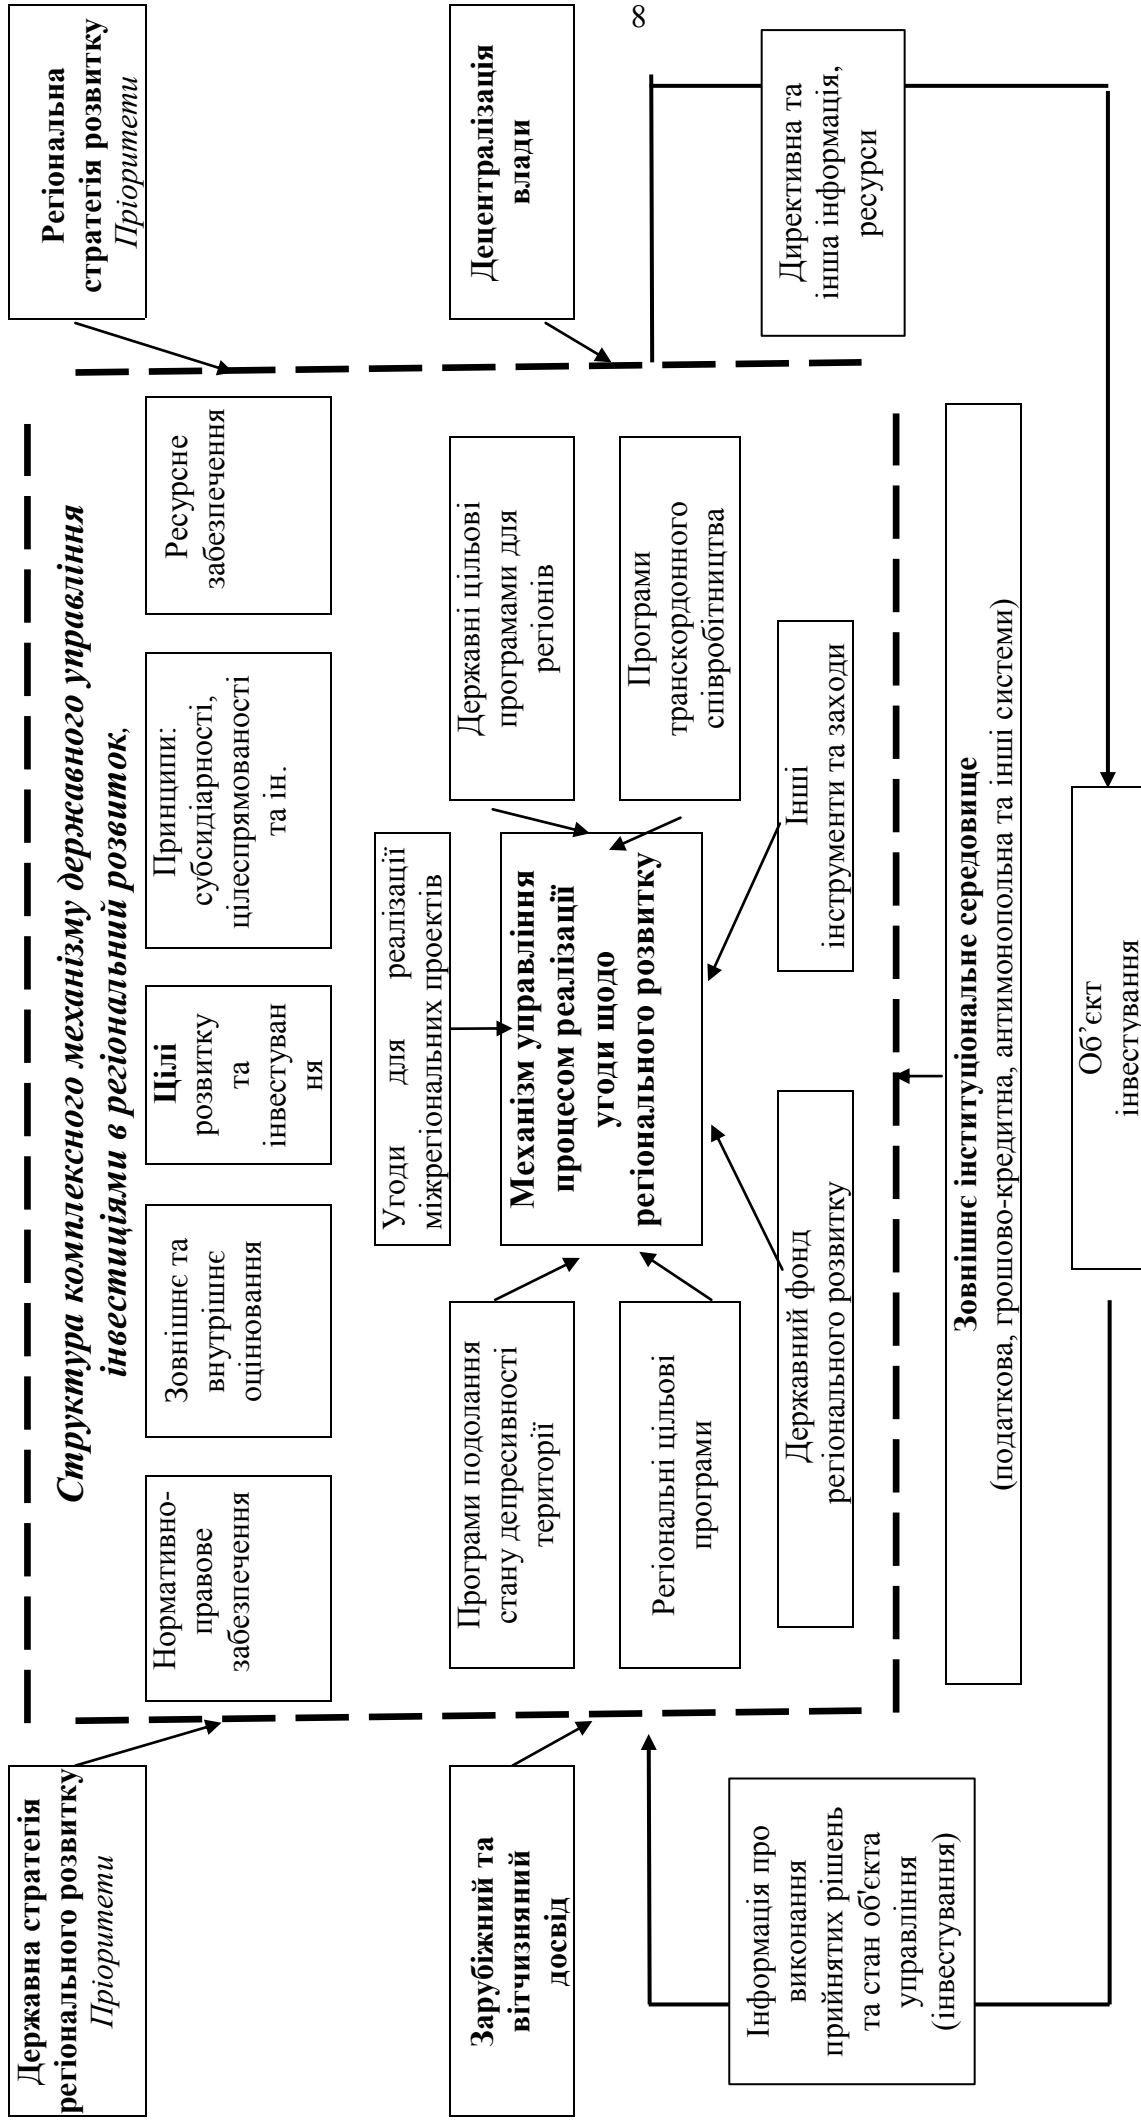 8
Структура комплексного механізму державного управління
інвестиціями в регіональний розвиток,
Державна стратегія
регіонального розвитку
Пріоритети
Регіональна
стратегія розвитку
Пріоритети
Нормативно-
правове
забезпечення
Зовнішнє та
внутрішнє
оцінювання
Цілі
розвитку
та
інвестуван
ня
Принципи:
субсидіарності,
цілеспрямованості
та ін.
Ресурсне
забезпечення
Угоди для реалізації
міжрегіональних проектів
Зарубіжний та
вітчизняний
досвід
Програми подолання
стану депресивності
території
Механізм управління
процесом реалізації
угоди щодо
регіонального розвитку
Державні цільові
програмами для
регіонів
Децентралізація
влади
Регіональні цільові
програми
Програми
транскордонного
співробітництва
Державний фонд
регіонального розвитку
Інші
інструменти та заходи
Інформація про
виконання
прийнятих рішень
та стан об'єкта
управління
(інвестування)
Директивна та
інша інформація,
ресурси
Зовнішнє інституціональне середовище
(податкова, грошово-кредитна, антимонопольна та інші системи)
Об’єкт
інвестування